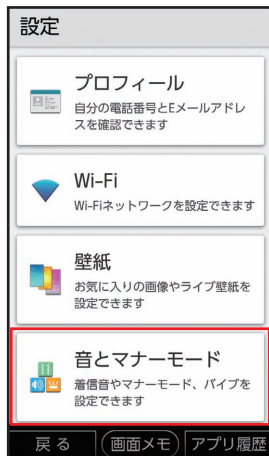 設定
プロフィール
自分の電話番号とEメールアドレ
スを確認できます
Wi-Fi
Wi-Fiネットワークを設定できます
壁紙
お気に入りの画像やライブ壁紙を
設定できます
音とマナーモード
着信音やマナーモード、バイブを
設定できます
戻る 画面メモ アプリ履歴